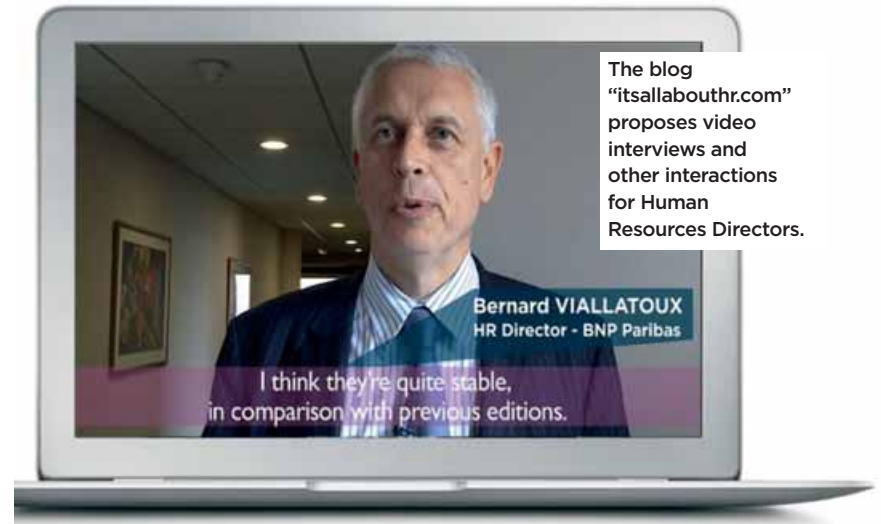 The blog
“itsallabouthr.com”
proposes video
interviews and
other interactions
for Human
Resources Directors.
Bernard VIALLATOUX
HR Director - BNP Paribas
I think they're quite stable,
in comparison with previous editions.